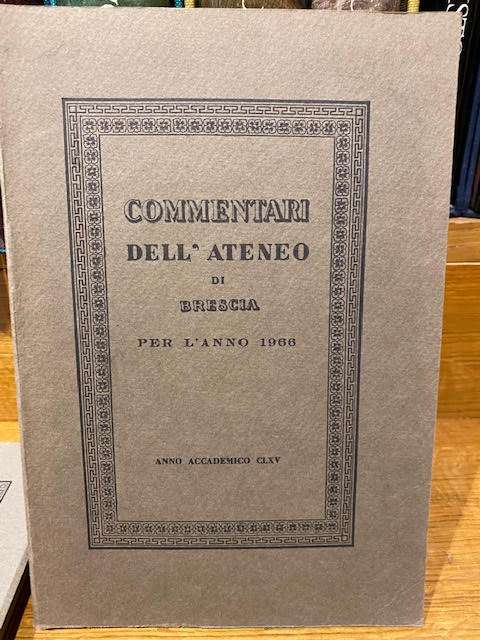 COMMENTARI
DELL'ATENEO
DI
BRESCIA
PER L'ANNO 1966
ANNO ACCADEMICO CLXV